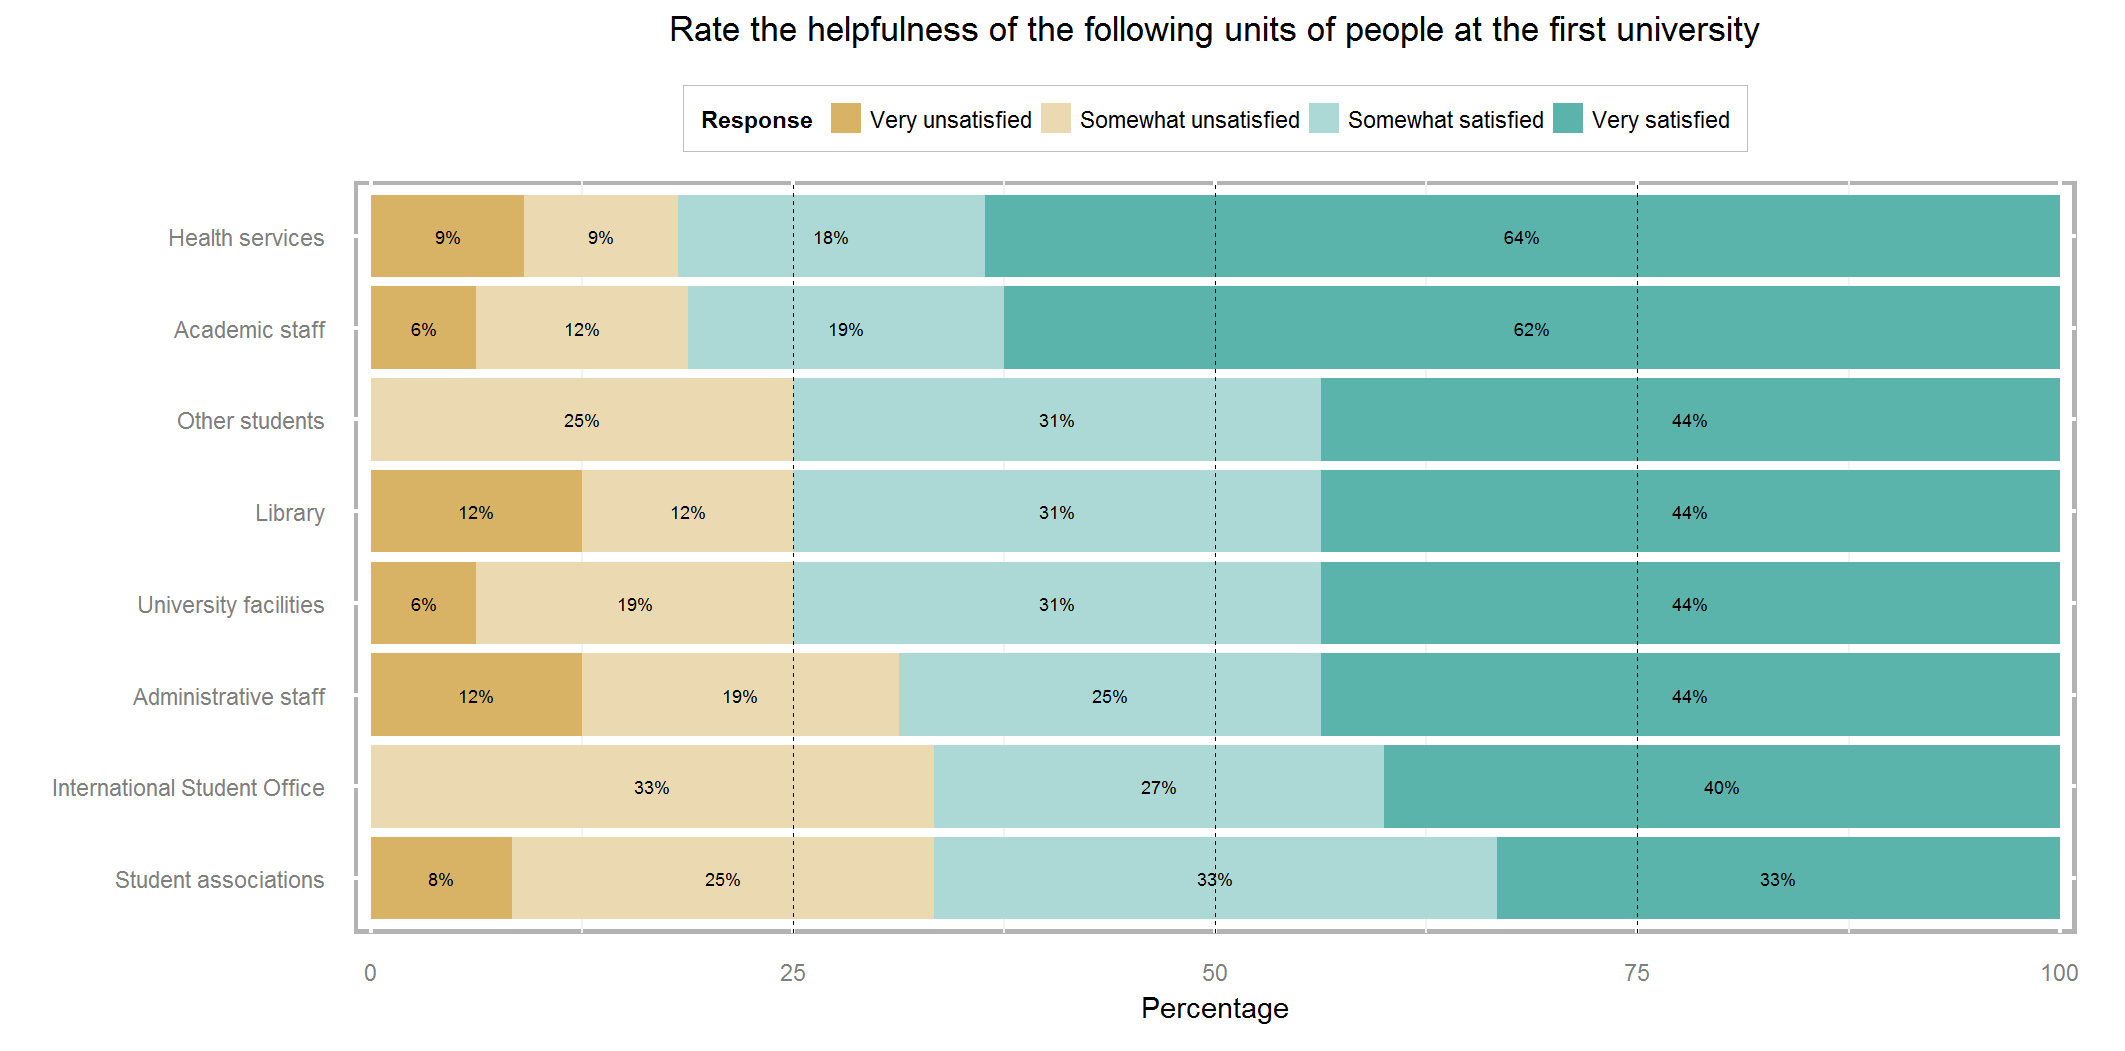 Rate the helpfulness of the following units of people at the first university
Response Very unsatisfied Somewhat unsatisfied Somewhat satisfied Very satisfied
Health services 9% 9% 18% 64%
Academic staff 6% 12% 19% 62%
Other students 25% 31% 44%
Library 12% 12% 31% 44%
University facilities 6% 19% 31% 44%
Administrative staff 12% 19% 25% 44%
International Student Office 33% 27% 40%
Student associations 8% 25% 33% 33%
0 25 50 75 100
Percentage